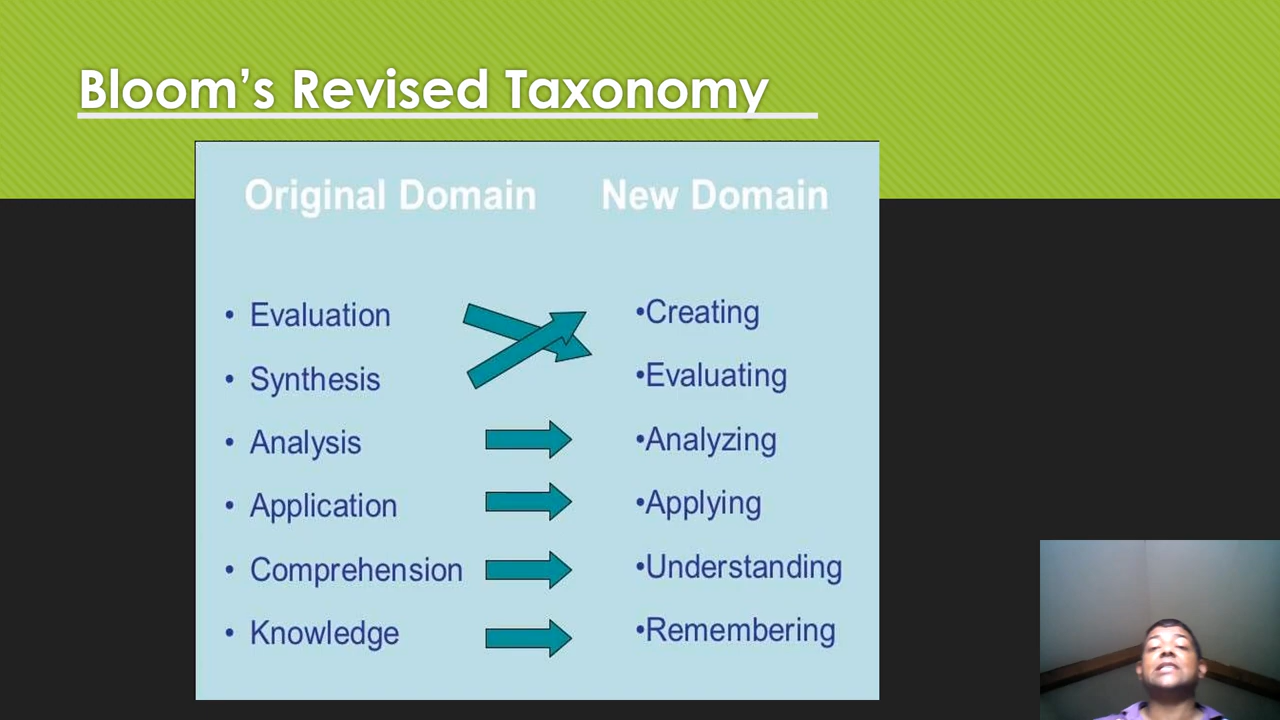 Bloom’s Revised Taxonomy
Original Domain
New Domain
• Evaluation
• Synthesis
• Analysis
• Application
• Comprehension
• Knowledge
•Creating
•Evaluating
•Analyzing
•Applying
•Understanding
•Remembering